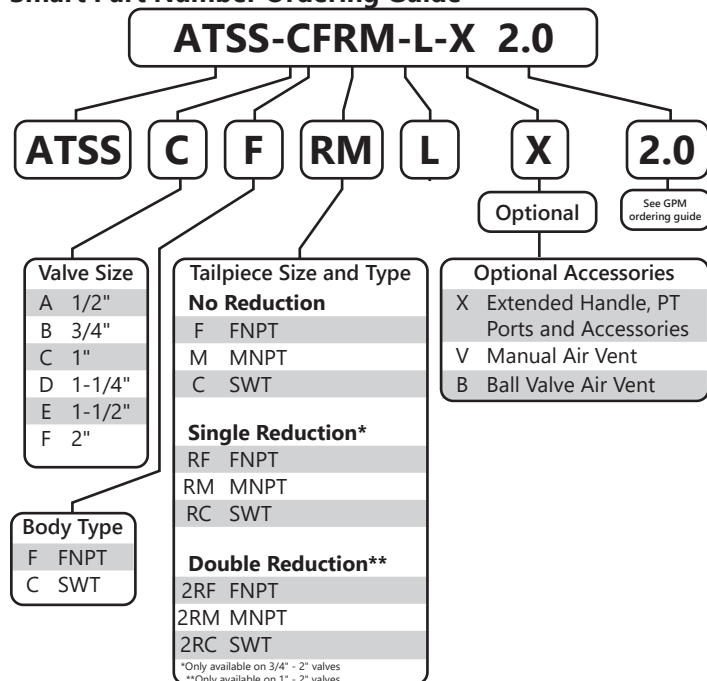 Smart Part Number Ordering Guide
ATSS-CFRM-L-X 2.0
ATSS C F RM L X 2.0
Optional
See GPM
ordering guide
Valve Size
A 1/2"
B 3/4"
C 1"
D 1-1/4"
E 1-1/2"
F 2"
Body Type
F FNPT
C SWT
Tailpiece Size and Type
No Reduction
F FNPT
M MNPT
C SWT
Single Reduction*
RF FNPT
RM MNPT
RC SWT
Double Reduction**
2RF FNPT
2RM MNPT
2RC SWT
*Only available on 3/4" - 2" valves
**Only available on 1" - 2" valves
Optional Accessories
X Extended Handle, PT
Ports and Accessories
V Manual Air Vent
B Ball Valve Air Vent